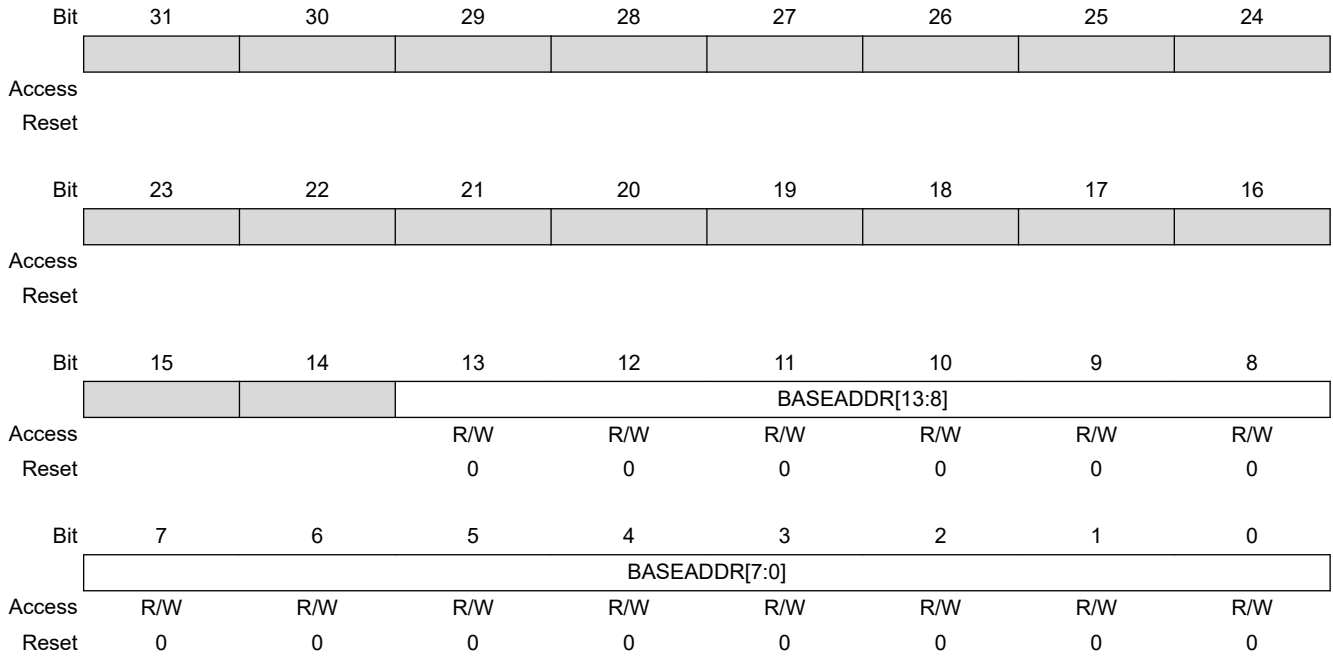 Bit 31 30 29 28 27 26 25 24
Access
Reset
Bit 23 22 21 20 19 18 17 16
Access
Reset
Bit 15 14 13 12 11 10 9 8
BASEADDR[13:8]
Access R/W R/W R/W R/W R/W R/W
Reset 0 0 0 0 0 0
Bit 7 6 5 4 3 2 1 0
BASEADDR[7:0]
Access R/W R/W R/W R/W R/W R/W R/W R/W
Reset 0 0 0 0 0 0 0 0